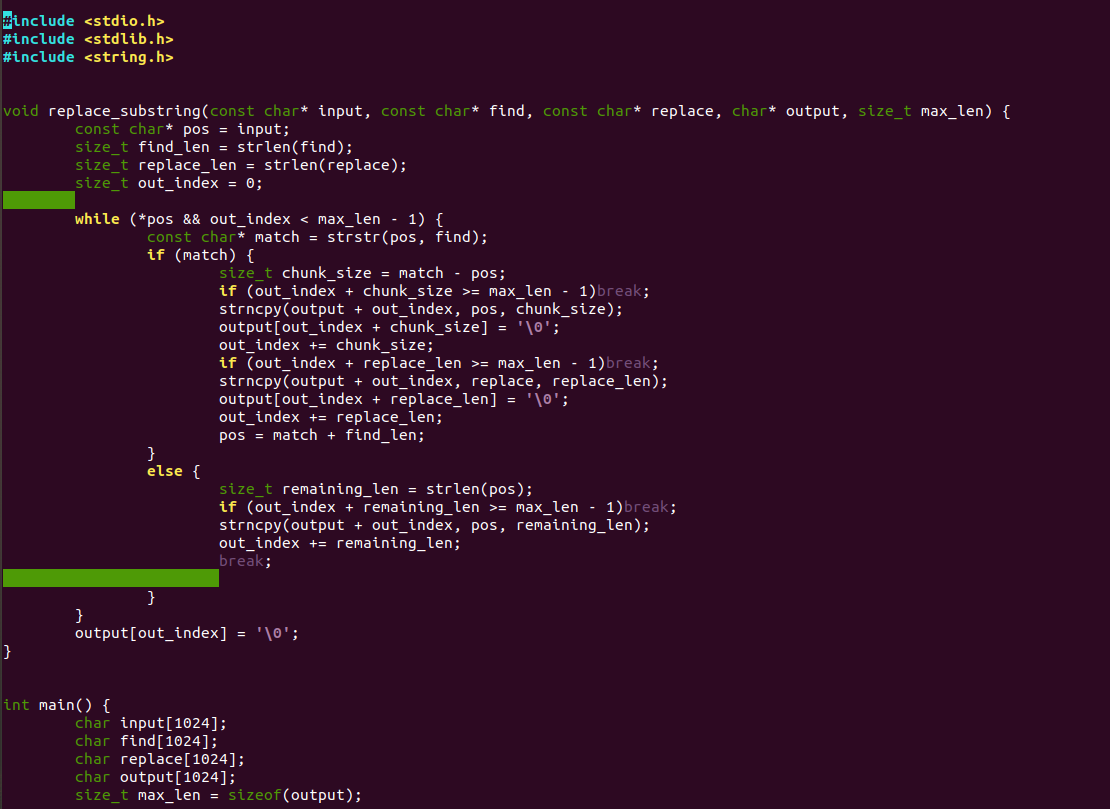 #include <stdio.h>
#include <stdlib.h>
#include <string.h>
void replace_substring(const char* input, const char* find, const char* replace, char* output, size_t max_len) {
const char* pos = input;
size_t find_len = strlen(find);
size_t replace_len = strlen(replace);
size_t out_index = 0;
while (*pos && out_index < max_len - 1) {
const char* match = strstr(pos, find);
if (match) {
size_t chunk_size = match - pos;
if (out_index + chunk_size >= max_len - 1)break;
strncpy(output + out_index, pos, chunk_size);
output[out_index + chunk_size] = '\0';
out_index += chunk_size;
if (out_index + replace_len >= max_len - 1)break;
strncpy(output + out_index, replace, replace_len);
output[out_index + replace_len] = '\0';
out_index += replace_len;
pos = match + find_len;
}
else {
size_t remaining_len = strlen(pos);
if (out_index + remaining_len >= max_len - 1)break;
strncpy(output + out_index, pos, remaining_len);
out_index += remaining_len;
break;
}
}
output[out_index] = '\0';
}
int main() {
char input[1024];
char find[1024];
char replace[1024];
char output[1024];
size_t max_len = sizeof(output);